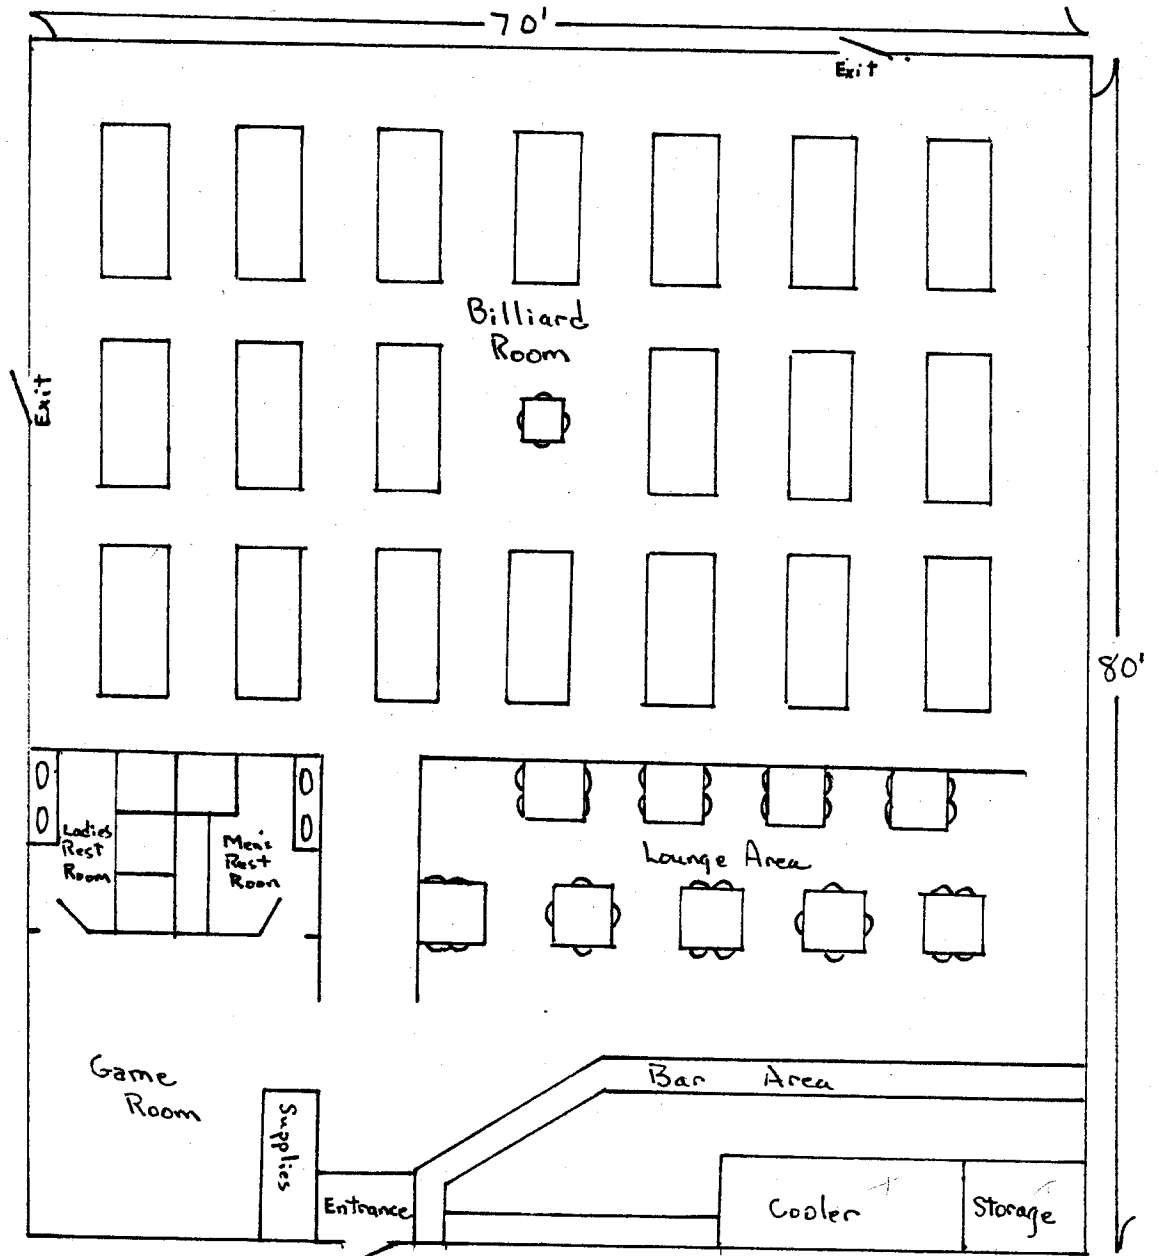 70'
Exit
Billiard
Room
Exit
80'
Ladies
Rest
Room
Men's
Rest
Room
Lounge Area
Game
Room
Bar Area
Supplies
Entrance
Cooler
Storage